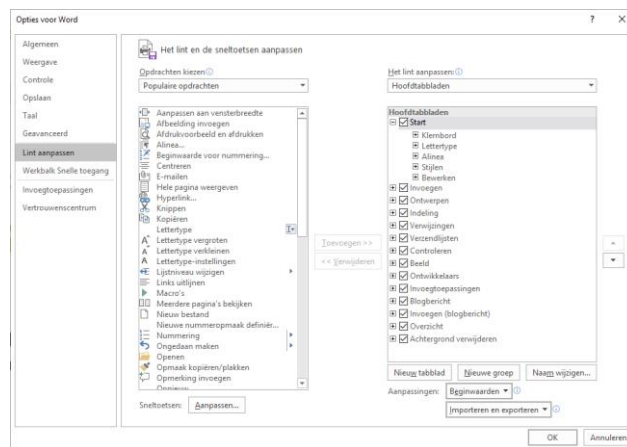 Opties voor Word
? X
Algemeen
Weergave
Controle
Opslaan
Taal
Geavanceerd
Lint aanpassen
Werkbalk Snelle toegang
Invoegtoepassingen
Vertrouwenscentrum
Het lint en de sneltoetsen aanpassen
Opdrachten kiezen
Populaire opdrachten
Aanpassen aan vensterbreedte
Afbeelding invoegen
Afdrukvoorbeeld en afdrukken
Alinea...
Beginwaarde voor nummering...
Centreren
E-mailen
Hele pagina weergeven
Hyperlink...
Knippen
Kopiëren
Lettertype
Lettertype vergroten
Lettertype verkleinen
Lettertype-instellingen
Lijstniveau wijzigen
Links uitlijnen
Macro's
Meerdere pagina's bekijken
Nieuw bestand
Nieuwe nummeropmaak definiër...
Nummering
Ongedaan maken
Openen
Opmaak kopiëren/plakken
Opmerking invoegen
Sneltoetsen: Aanpassen...
Toevoegen >>
<< Verwijderen
Het lint aanpassen:
Hoofdtabbladen
Hoofdtabbladen
Start
Klembord
Lettertype
Alinea
Stijlen
Bewerken
Invoegen
Ontwerpen
Indeling
Verwijzingen
Verzendlijsten
Controleren
Beeld
Ontwikkelaars
Invoegtoepassingen
Blogbericht
Invoegen (blogbericht)
Overzicht
Achtergrond verwijderen
Nieuw tabblad Nieuwe groep Naam wijzigen...
Aanpassingen: Beginwaarden
Importeren en exporteren
OK Annuleren